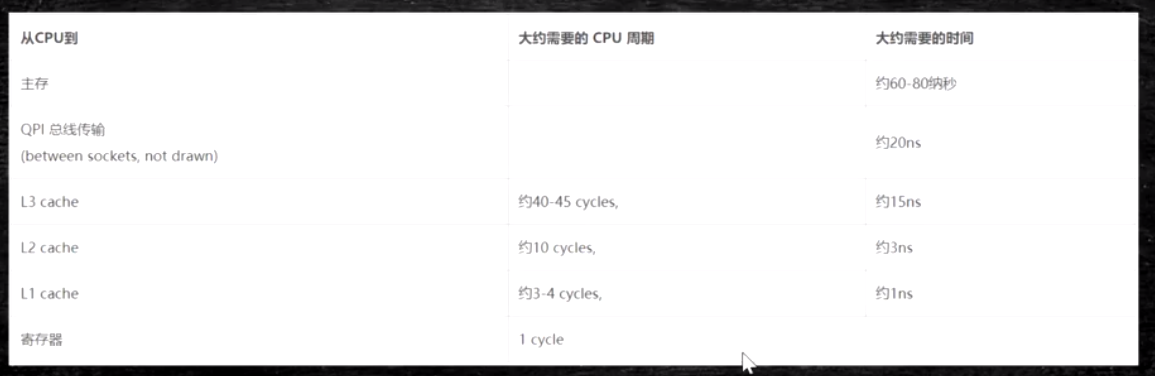 从CPU到 大约需要的 CPU 周期 大约需要的时间
主存 约60-80纳秒
QPI 总线传输
(between sockets, not drawn) 约20ns
L3 cache 约40-45 cycles, 约15ns
L2 cache 约10 cycles, 约3ns
L1 cache 约3-4 cycles, 约1ns
寄存器 1 cycle